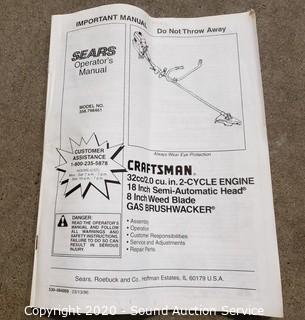 IMPORTANT MANUAL
Do Not Throw Away
SEARS
Operator's
Manual
MODEL NO.
358.798461
CUSTOMER
ASSISTANCE
1-800-235-5878
Always Wear Eye Protection
CRAFTSMAN®
32cc/2.0 cu. in. 2-CYCLE ENGINE
18 Inch Semi-Automatic Head®
8 Inch Weed Blade
GAS BRUSHWACKER®
DANGER:
READ THE OPERATOR'S
MANUAL AND FOLLOW
ALL WARNINGS AND
SAFETY INSTRUCTIONS.
FAILURE TO DO SO CAN
RESULT IN SERIOUS
INJURY.
• Assembly
• Operation
• Customer Responsibilities
• Service and Adjustments
• Repair Parts
Sears, Roebuck and Co. Hoffman Estates, IL 60179 U.S.A.
Copyright 2020 - Sound Auction Service